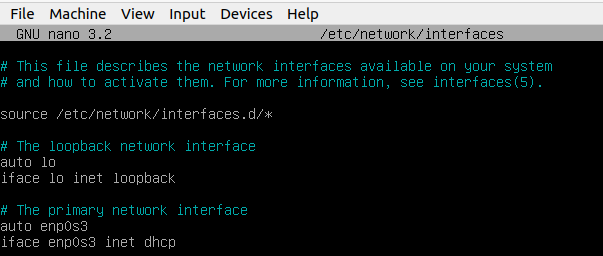 File Machine View Input Devices Help
GNU nano 3.2 /etc/network/interfaces
# This file describes the network interfaces available on your system
# and how to activate them. For more information, see interfaces(5).
source /etc/network/interfaces.d/*
# The loopback network interface
auto lo
iface lo inet loopback
# The primary network interface
auto enp0s3
iface enp0s3 inet dhcp